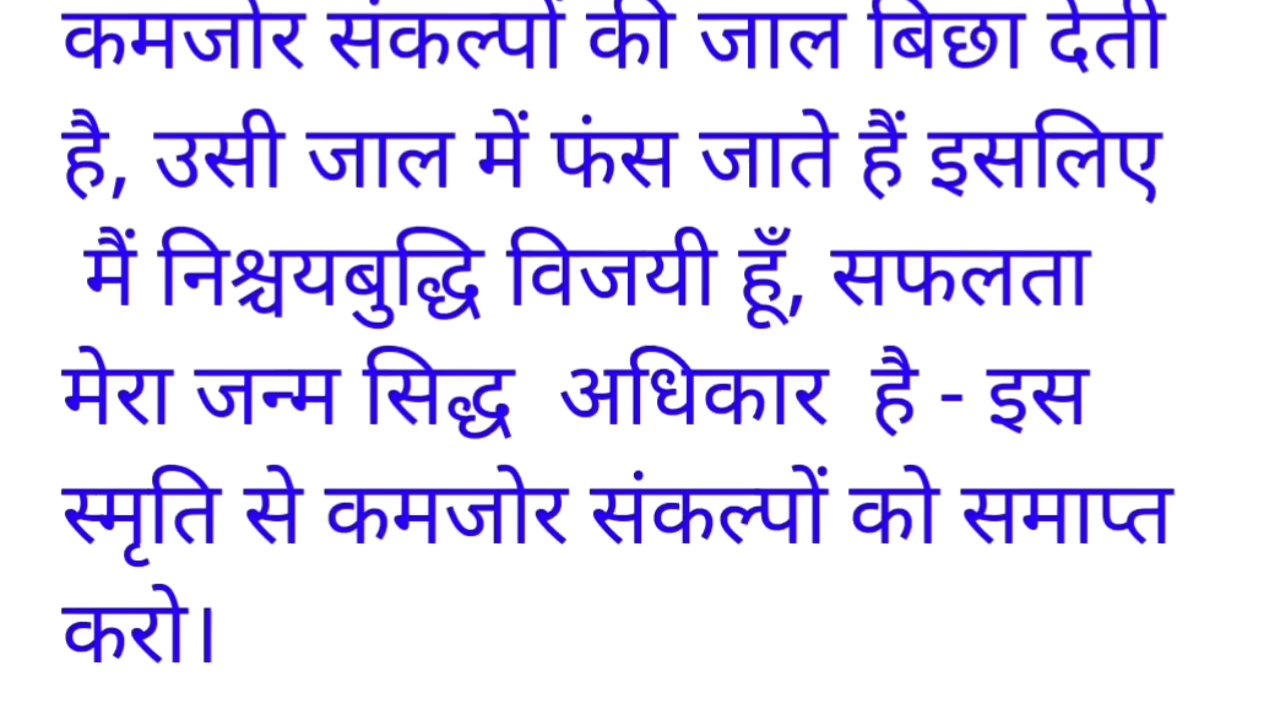 कमजोर संकल्पों की जाल बिछा देती
है, उसी जाल में फंस जाते हैं इसलिए
मैं निश्चयबुद्धि विजयी हूँ, सफलता
मेरा जन्म सिद्ध अधिकार है - इस
स्मृति से कमजोर संकल्पों को समाप्त
करो।